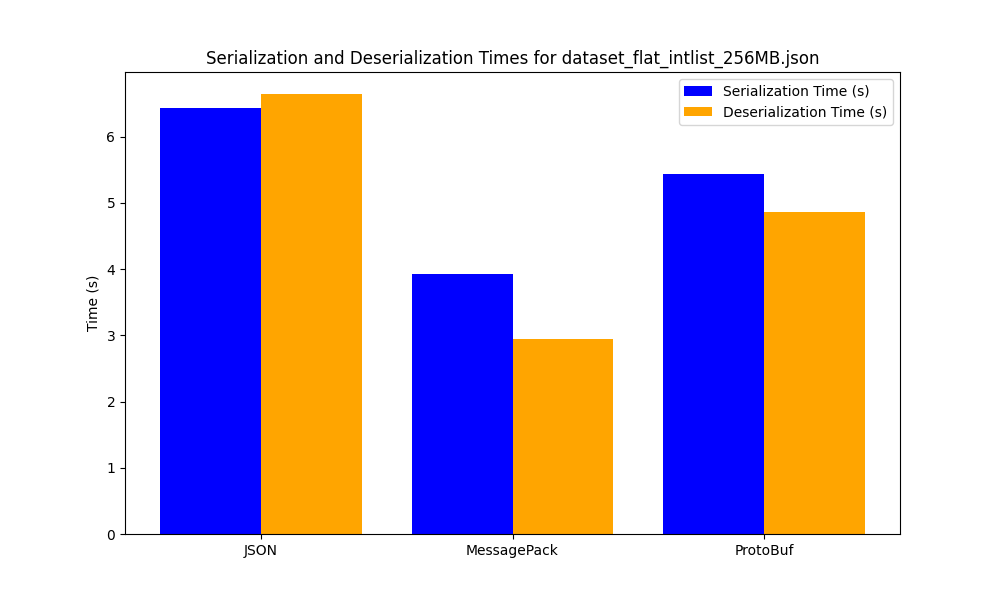 Serialization and Deserialization Times for dataset_flat_intlist_256MB.json
Serialization Time (s)
Deserialization Time (s)
Time (s)
6
5
4
3
2
1
0
JSON
MessagePack
ProtoBuf